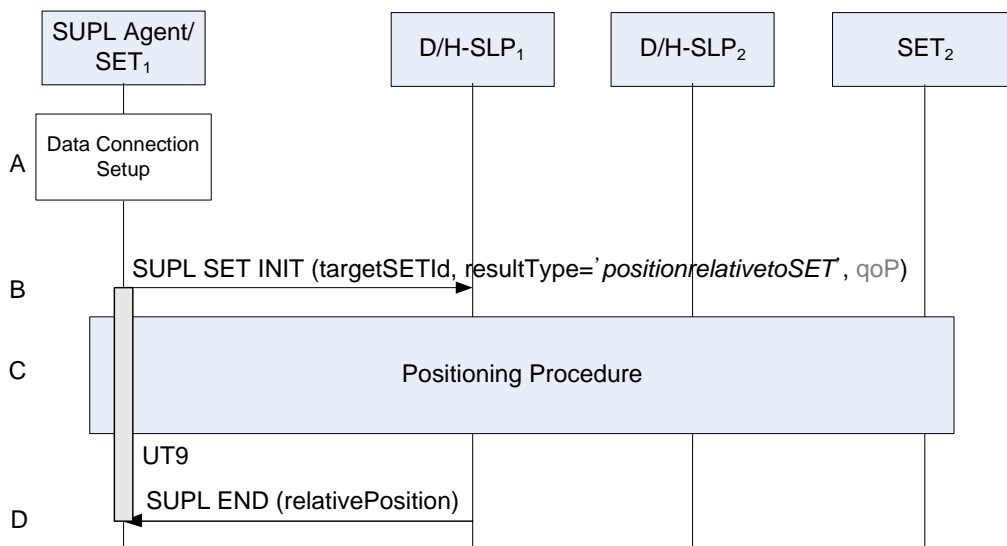 SUPL Agent/
SET₁
D/H-SLP₁
D/H-SLP₂
SET₂
A
Data Connection
Setup
B
SUPL SET INIT (targetSETId, resultType='positionrelativetoSET', qoP)
C
Positioning Procedure
UT9
D
SUPL END (relativePosition)